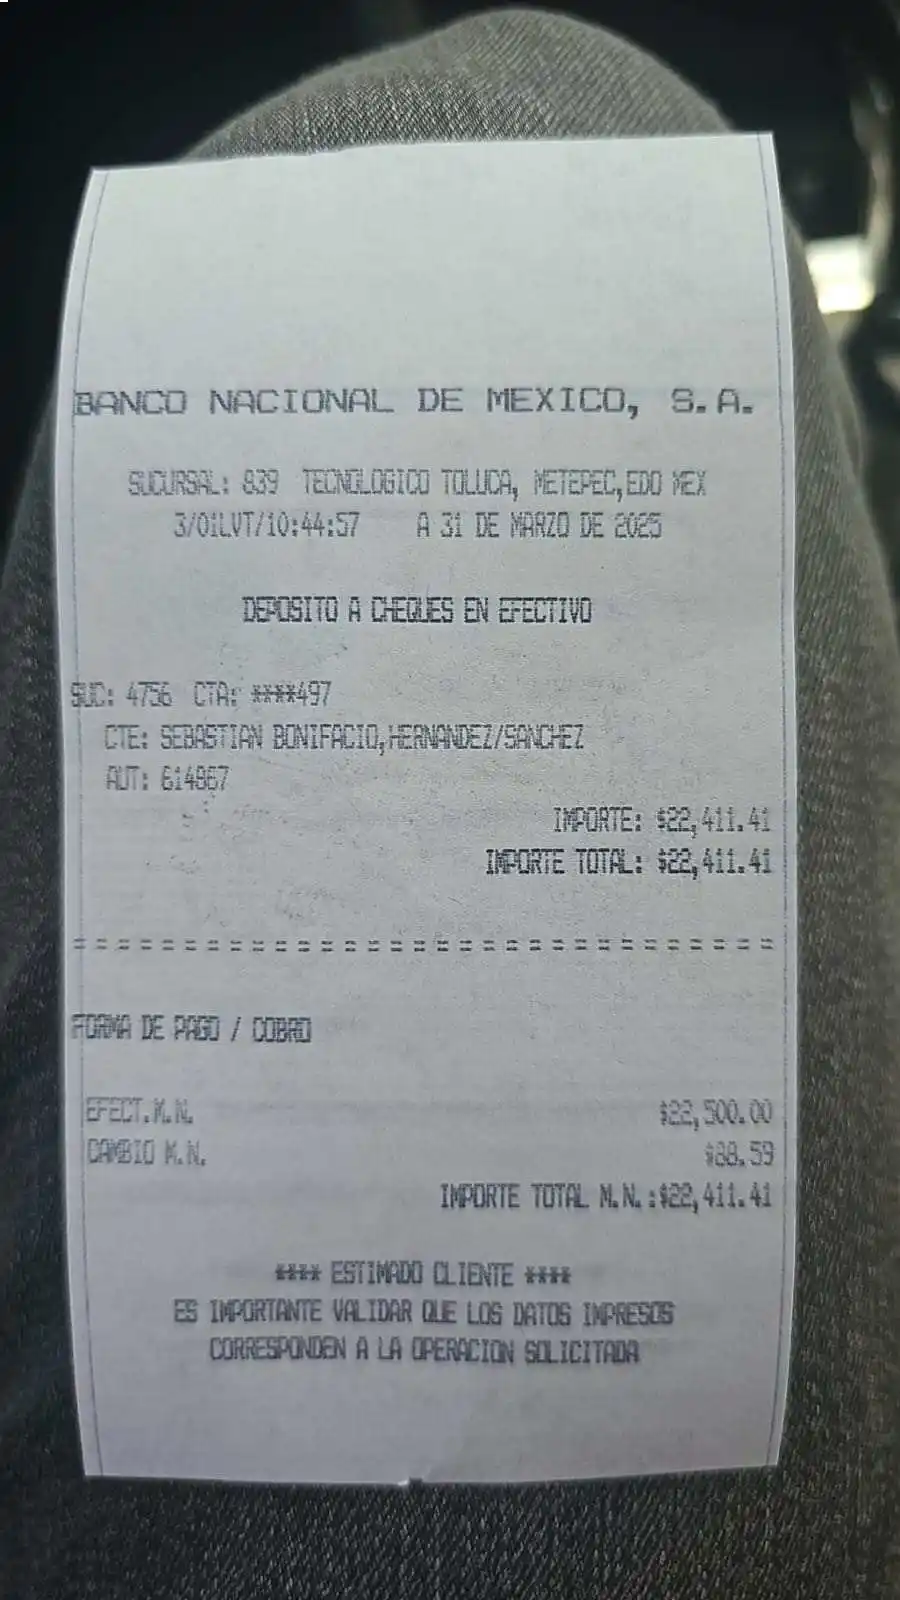 BANCO NACIONAL DE MEXICO, S.A.
SUCURSAL: 839 TECNOLOGICO TOLUCA, METEPEC,EDO MEX
3/01LVT/10:44:57 A 31 DE MARZO DE 2025
DEPOSITO A CHEQUES EN EFECTIVO
SUC: 4756 CTA: ****497
CTE: SEBASTIAN BONIFACIO,HERNANDEZ/SANCHEZ
AUT: 614967
IMPORTE: $22,411.41
IMPORTE TOTAL: $22,411.41
================================
FORMA DE PAGO / COBRO
EFECT.M.N. $22,500.00
CAMBIO M.N. $88.59
IMPORTE TOTAL M.N.:$22,411.41
**** ESTIMADO CLIENTE ****
ES IMPORTANTE VALIDAR QUE LOS DATOS IMPRESOS
CORRESPONDEN A LA OPERACION SOLICITADA